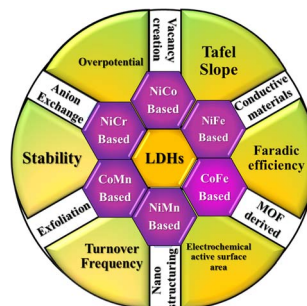 Vacancy
creation
Overpotential
Tafel
Slope
Anion
Exchange
NiCo
Based
Conductive
materials
NiCr
Based
NiFe
Based
Stability
LDHs
Faradic
efficiency
CoMn
Based
CoFe
Based
Exfoliation
NiMn
Based
MOF
derived
Turnover
Frequency
Nano
structuring
Electrochemical
active surface
area